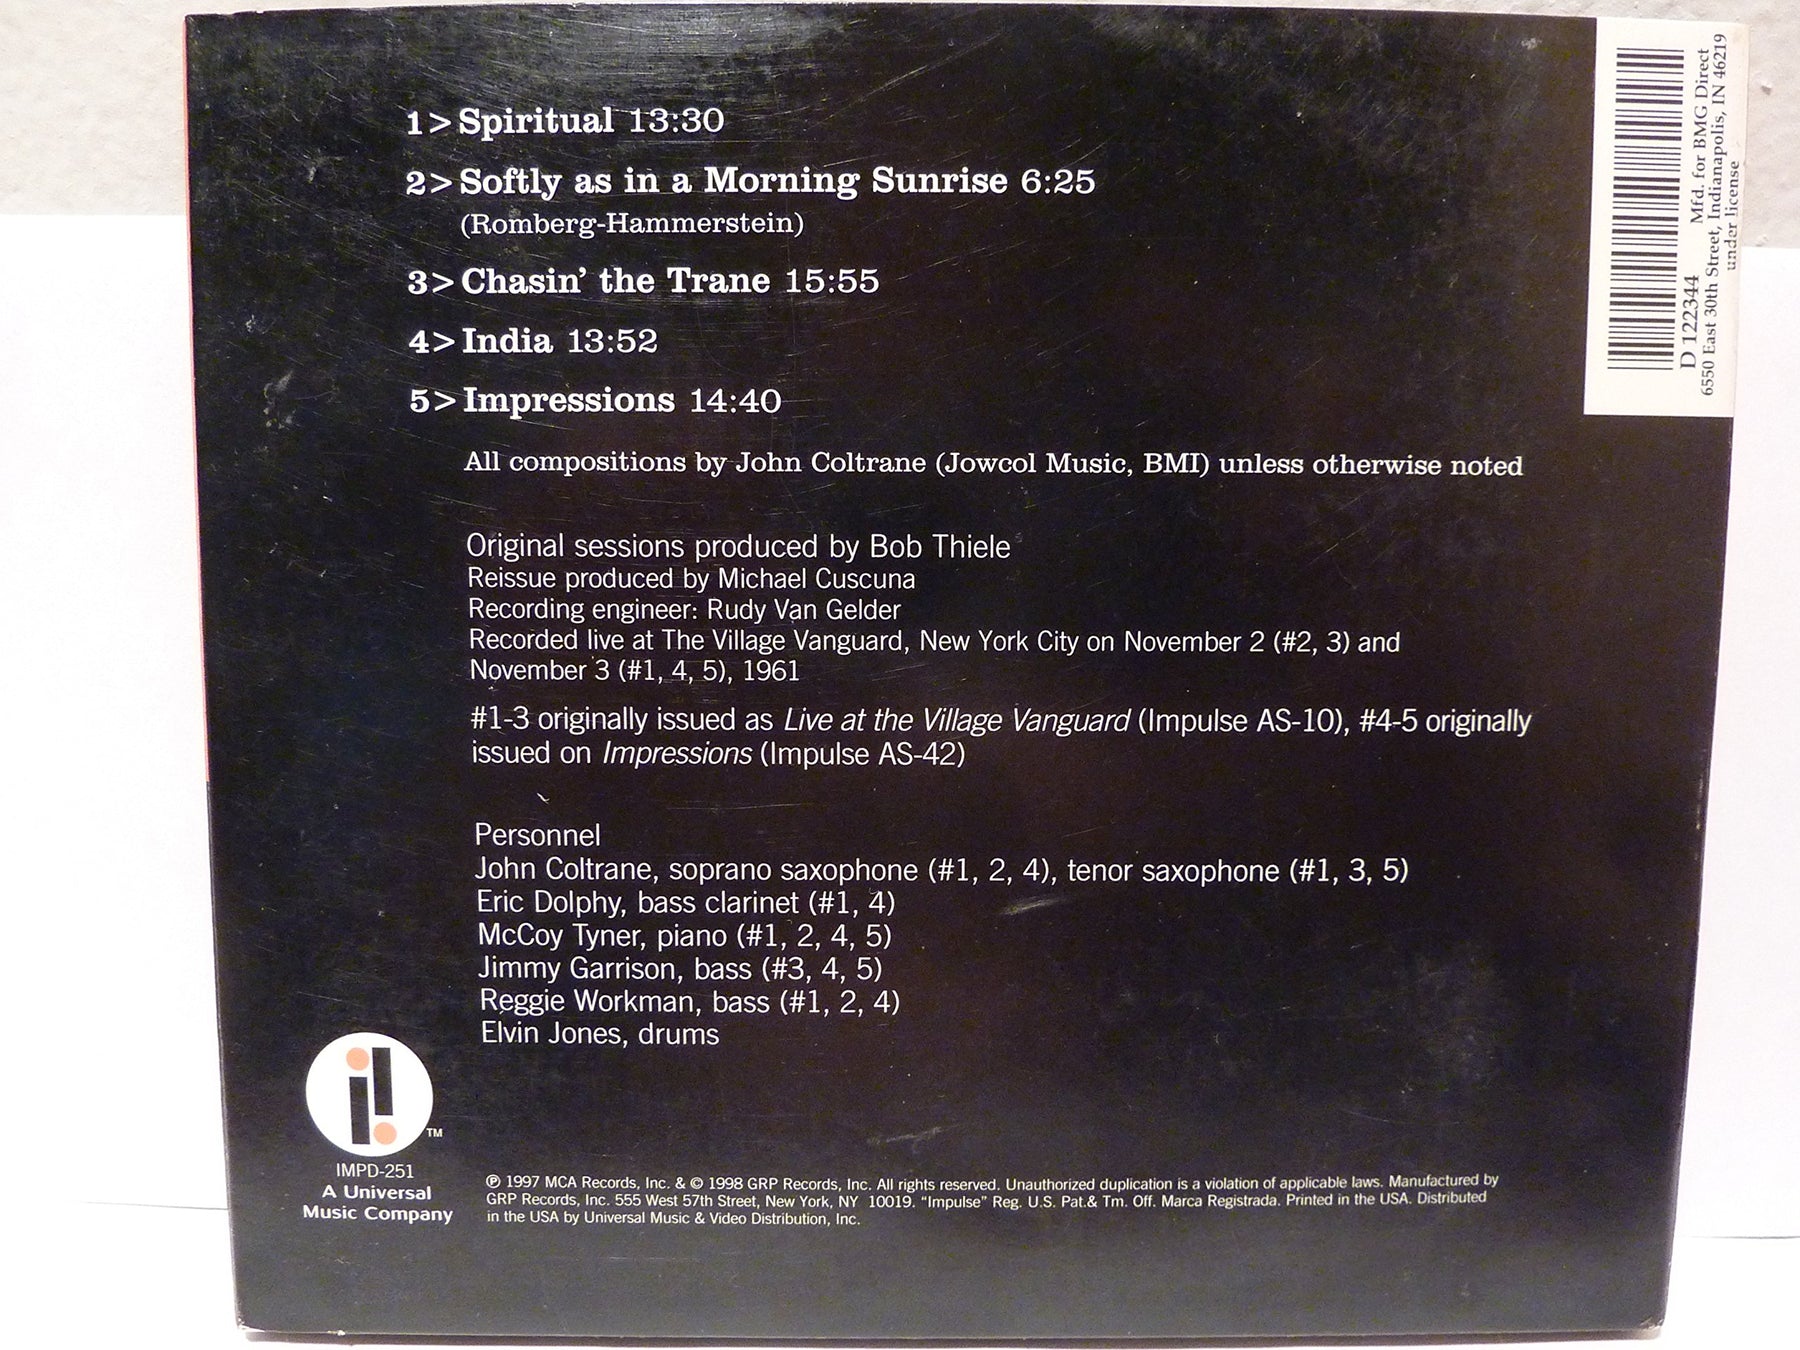 1> Spiritual 13:30
2> Softly as in a Morning Sunrise 6:25
(Romberg-Hammerstein)
3> Chasin' the Trane 15:55
4> India 13:52
5> Impressions 14:40
All compositions by John Coltrane (Jowcol Music, BMI) unless otherwise noted
Original sessions produced by Bob Thiele
Reissue produced by Michael Cuscuna
Recording engineer: Rudy Van Gelder
Recorded live at The Village Vanguard, New York City on November 2 (#2, 3) and
November 3 (#1, 4, 5), 1961
#1-3 originally issued as Live at the Village Vanguard (Impulse AS-10), #4-5 originally
issued on Impressions (Impulse AS-42)
Personnel
John Coltrane, soprano saxophone (#1, 2, 4), tenor saxophone (#1, 3, 5)
Eric Dolphy, bass clarinet (#1, 4)
McCoy Tyner, piano (#1, 2, 4, 5)
Jimmy Garrison, bass (#3, 4, 5)
Reggie Workman, bass (#1, 2, 4)
Elvin Jones, drums
TM
IMPD-251
A Universal
Music Company
℗ 1997 MCA Records, Inc. & © 1998 GRP Records, Inc. All rights reserved. Unauthorized duplication is a violation of applicable laws. Manufactured by
GRP Records, Inc. 555 West 57th Street, New York, NY 10019. "Impulse" Reg. U.S. Pat.& Tm. Off. Marca Registrada. Printed in the USA. Distributed
in the USA by Universal Music & Video Distribution, Inc.
D 122344 Mfd. for BMG Direct
6550 East 30th Street, Indianapolis, IN 46219
under license